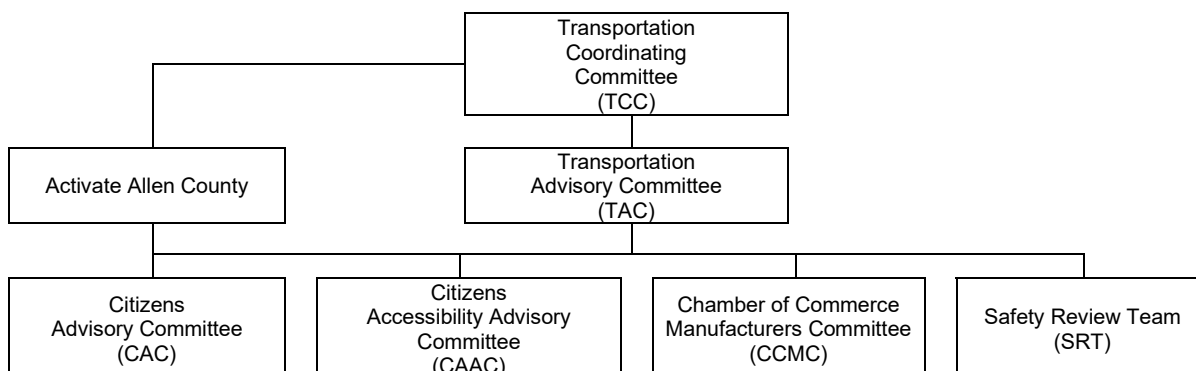 Transportation
Coordinating
Committee
(TCC)
Activate Allen County
Transportation
Advisory Committee
(TAC)
Citizens
Advisory Committee
(CAC)
Citizens
Accessibility Advisory
Committee
(CAAC)
Chamber of Commerce
Manufacturers Committee
(CCMC)
Safety Review Team
(SRT)